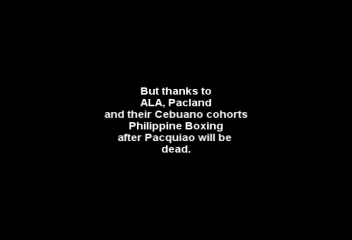 But thanks to
ALA, Pacland
and their Cebuano cohorts
Philippine Boxing
after Pacquiao will be
dead.